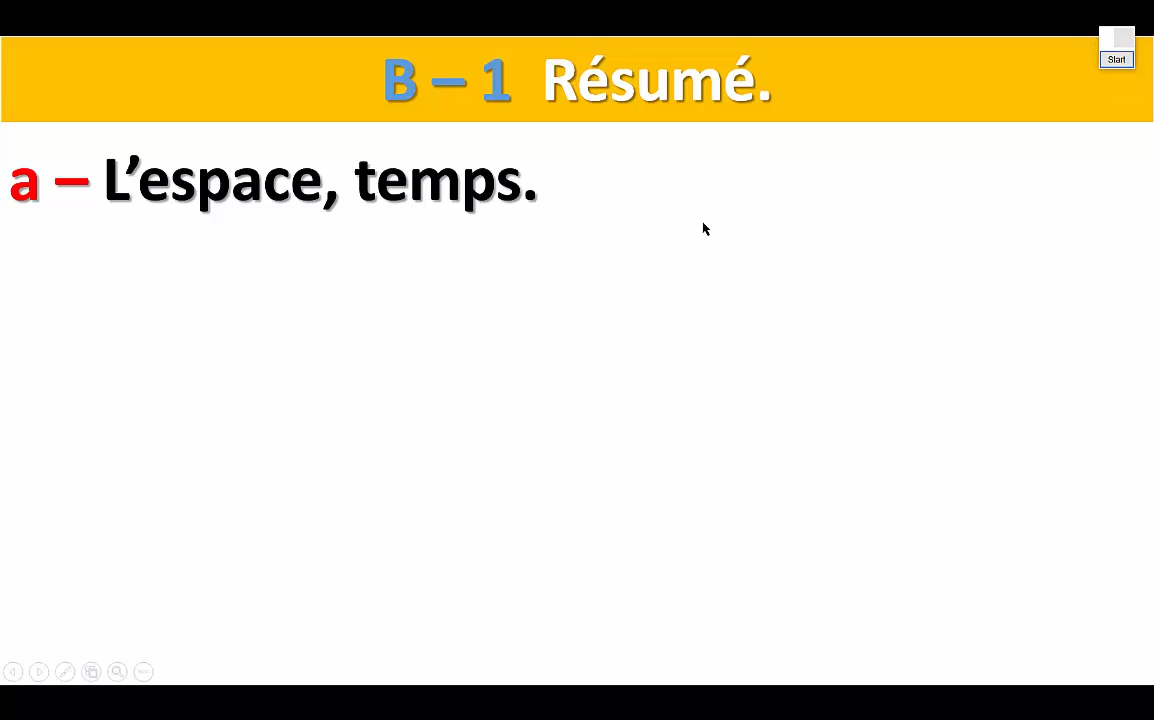 B – 1 Résumé.
Start
a – L’espace, temps.